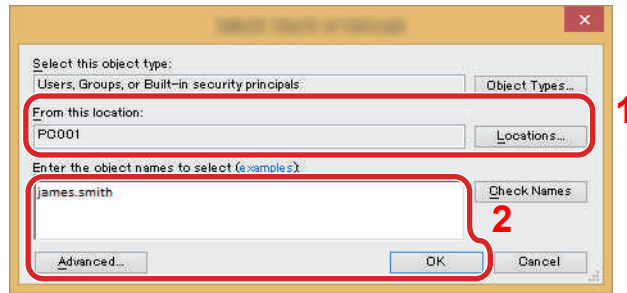 Select this object type:
Users, Groups, or Built-in security principals
Object Types...
From this location:
PC001
Locations...
1
Enter the object names to select (examples):
james.smith
Check Names
2
Advanced...
OK
Cancel